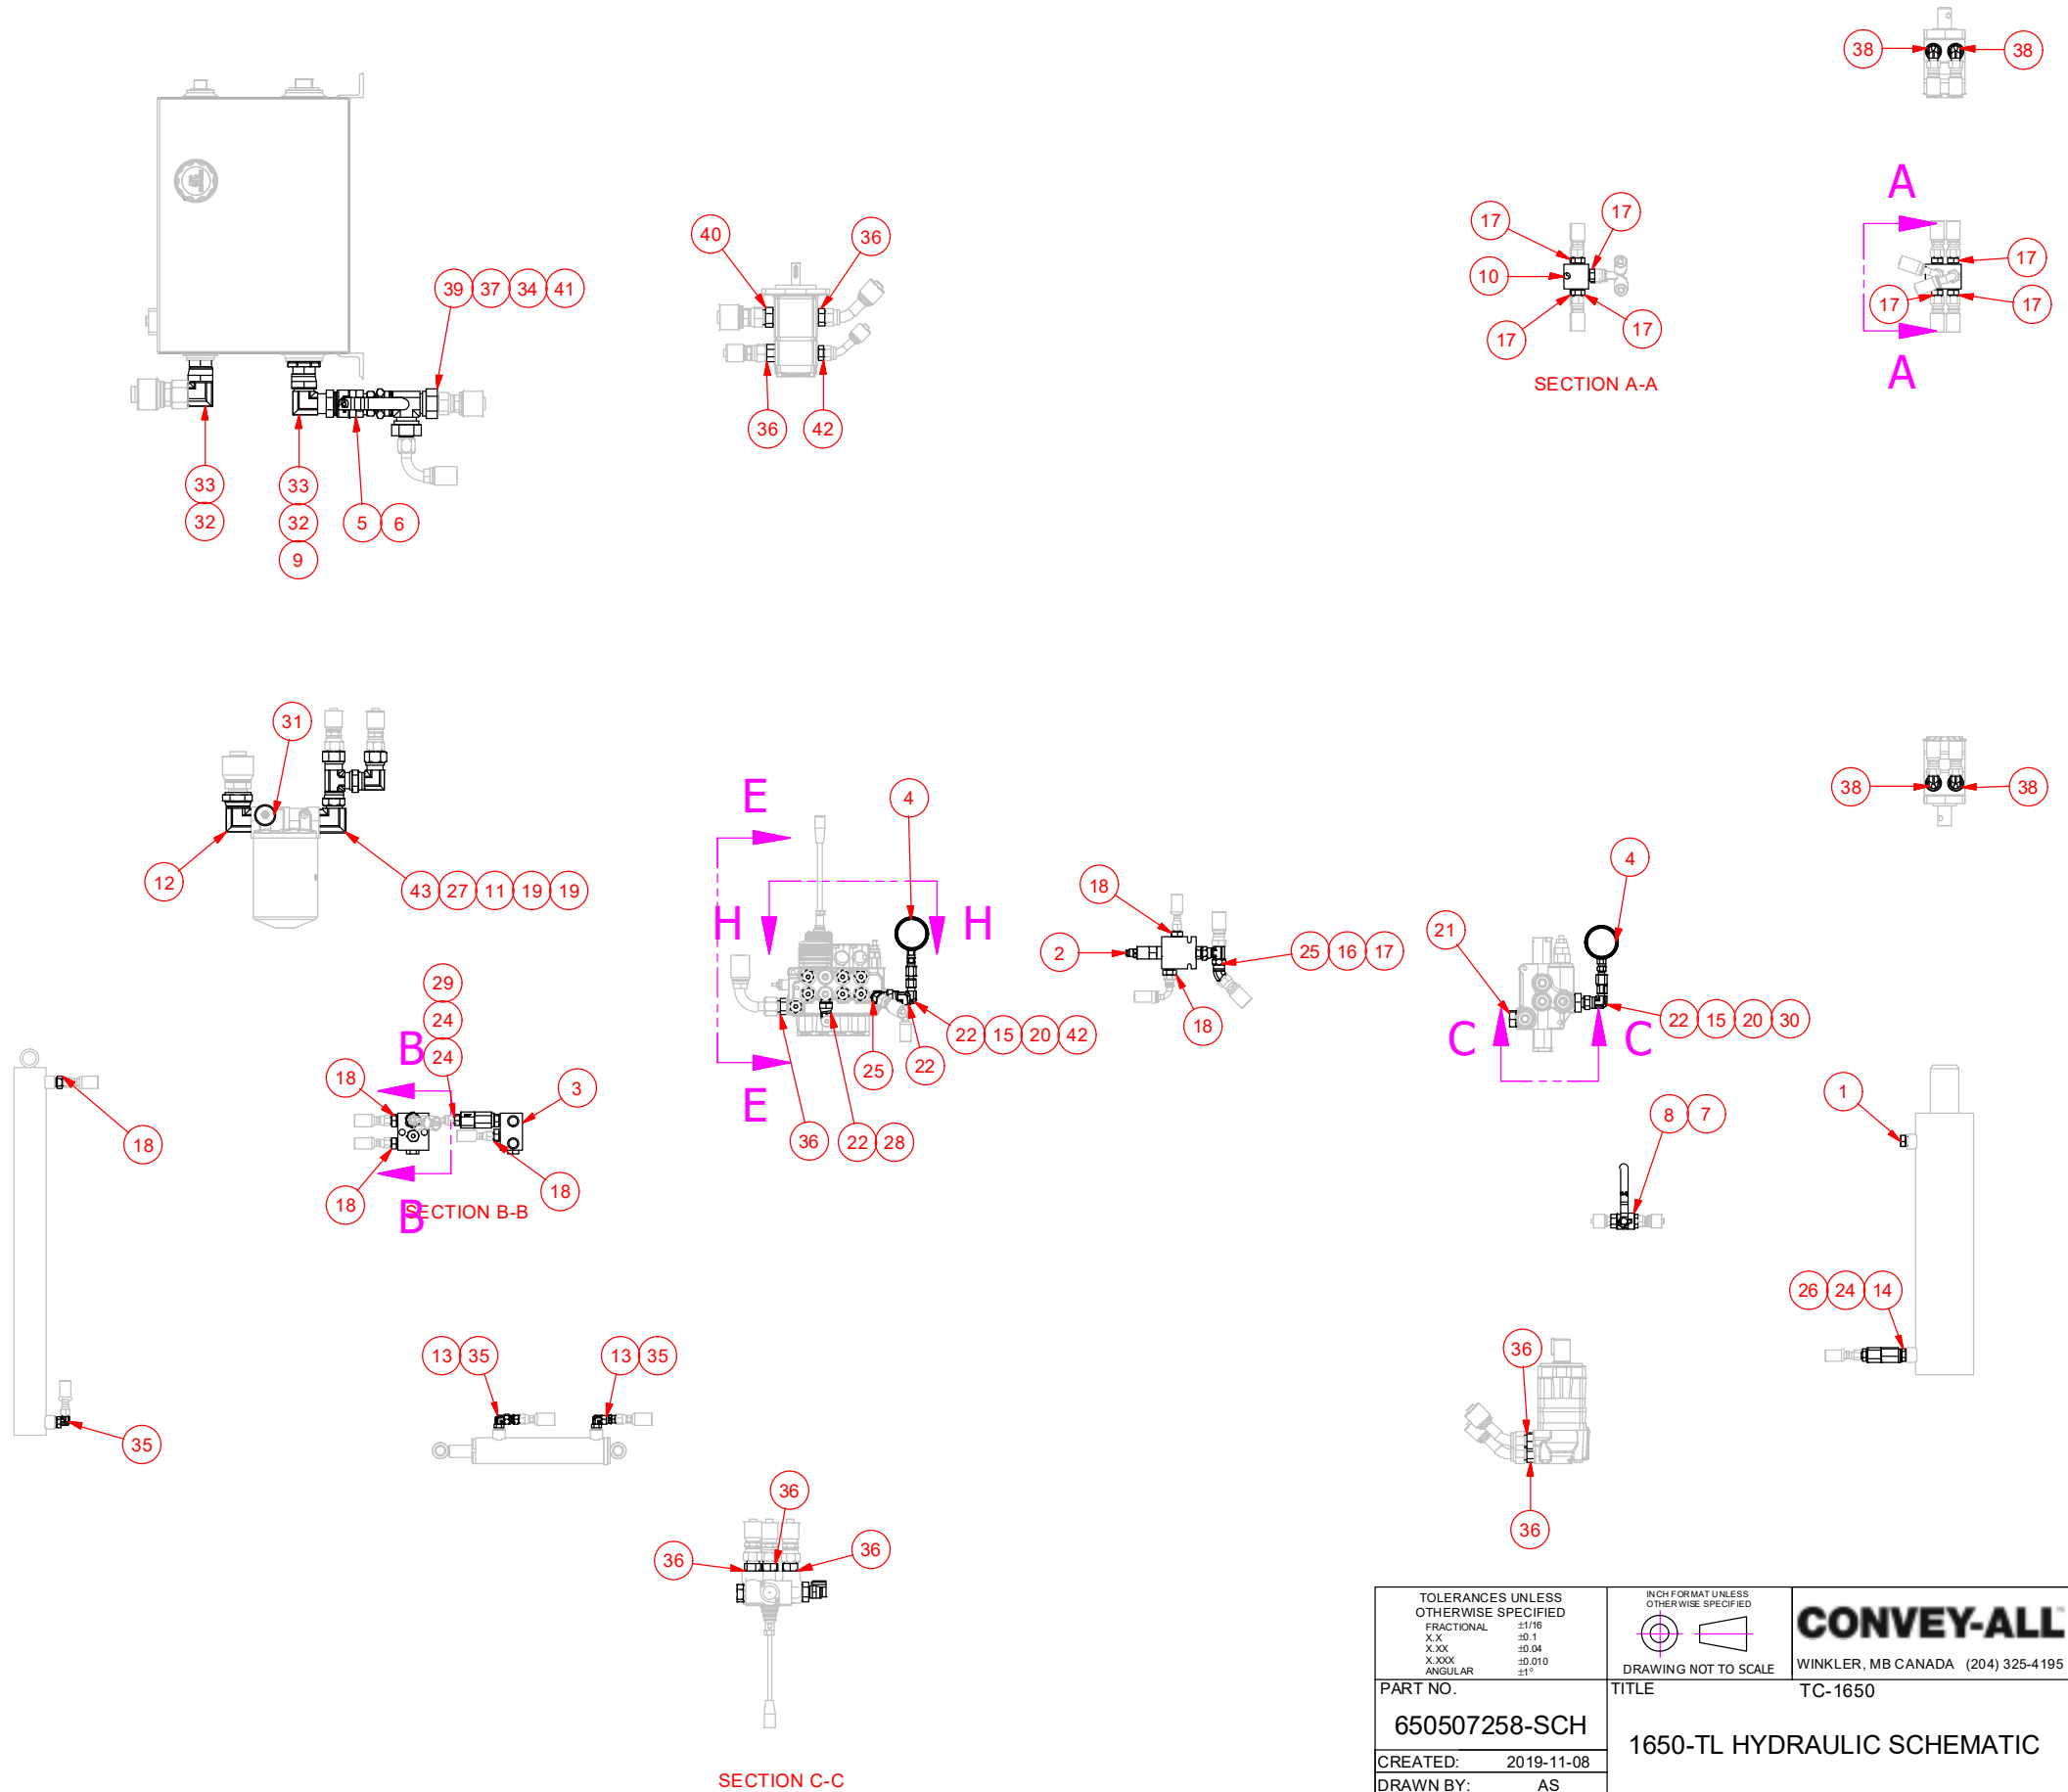 38 38
A
17 17
40 36
10
17
39 37 34 41
17 17
17 17
SECTION A-A
A
36 42
33 33
32 32 5 6
9
31
4
E
38 38
4
12
43 27 11 19 19
18
H H
21
2
25 16 17
29
24
B
24
18
22 15 20 42
22 15 20 30
C C
18
3
25 22
1
E
8 7
18
36 22 28
18
18
B
SECTION B-B
26 24 14
13 35 13 35
36
35
36
36 36
36
SECTION C-C
TOLERANCES UNLESS
OTHERWISE SPECIFIED
FRACTIONAL ±1/16
X.X ±0.1
X.XX ±0.04
X.XXX ±0.010
ANGULAR ±1°
INCH FORMAT UNLESS
OTHERWISE SPECIFIED
DRAWING NOT TO SCALE
CONVEY-ALL
WINKLER, MB CANADA (204) 325-4195
PART NO.
650507258-SCH
TITLE TC-1650
1650-TL HYDRAULIC SCHEMATIC
CREATED: 2019-11-08
DRAWN BY: AS